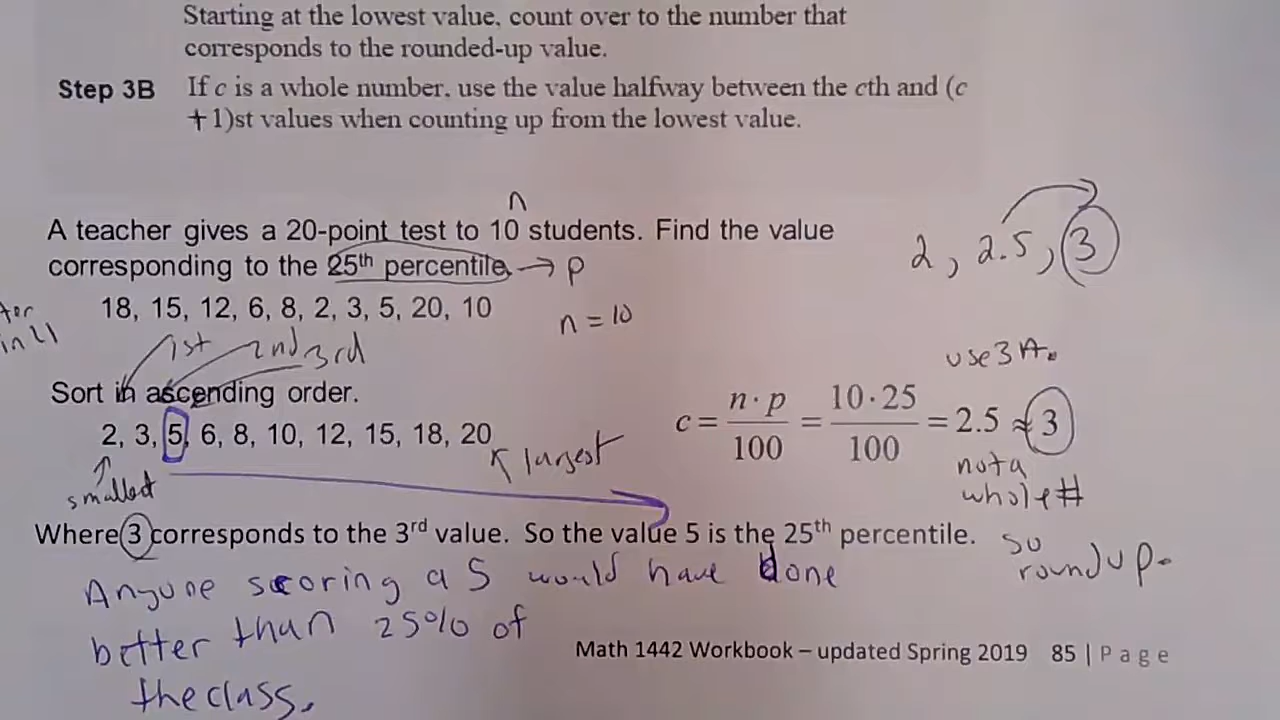 Starting at the lowest value, count over to the number that
corresponds to the rounded-up value.
Step 3B If c is a whole number, use the value halfway between the cth and (c
+1)st values when counting up from the lowest value.
n
A teacher gives a 20-point test to 10 students. Find the value
corresponding to the 25th percentile. → p
2, 2.5, 3
18, 15, 12, 6, 8, 2, 3, 5, 20, 10
n = 10
1st 2nd 3rd
use 3A.
Sort in ascending order.
2, 3, 5, 6, 8, 10, 12, 15, 18, 20
c = n · p / 100 = 10 · 25 / 100 = 2.5 ≈ 3
smallest
largest
not a
whole #
Where 3 corresponds to the 3rd value. So the value 5 is the 25th percentile.
so
round up.
Anyone scoring a 5 would have done
better than 25% of
the class.
Math 1442 Workbook – updated Spring 2019 85 | Page